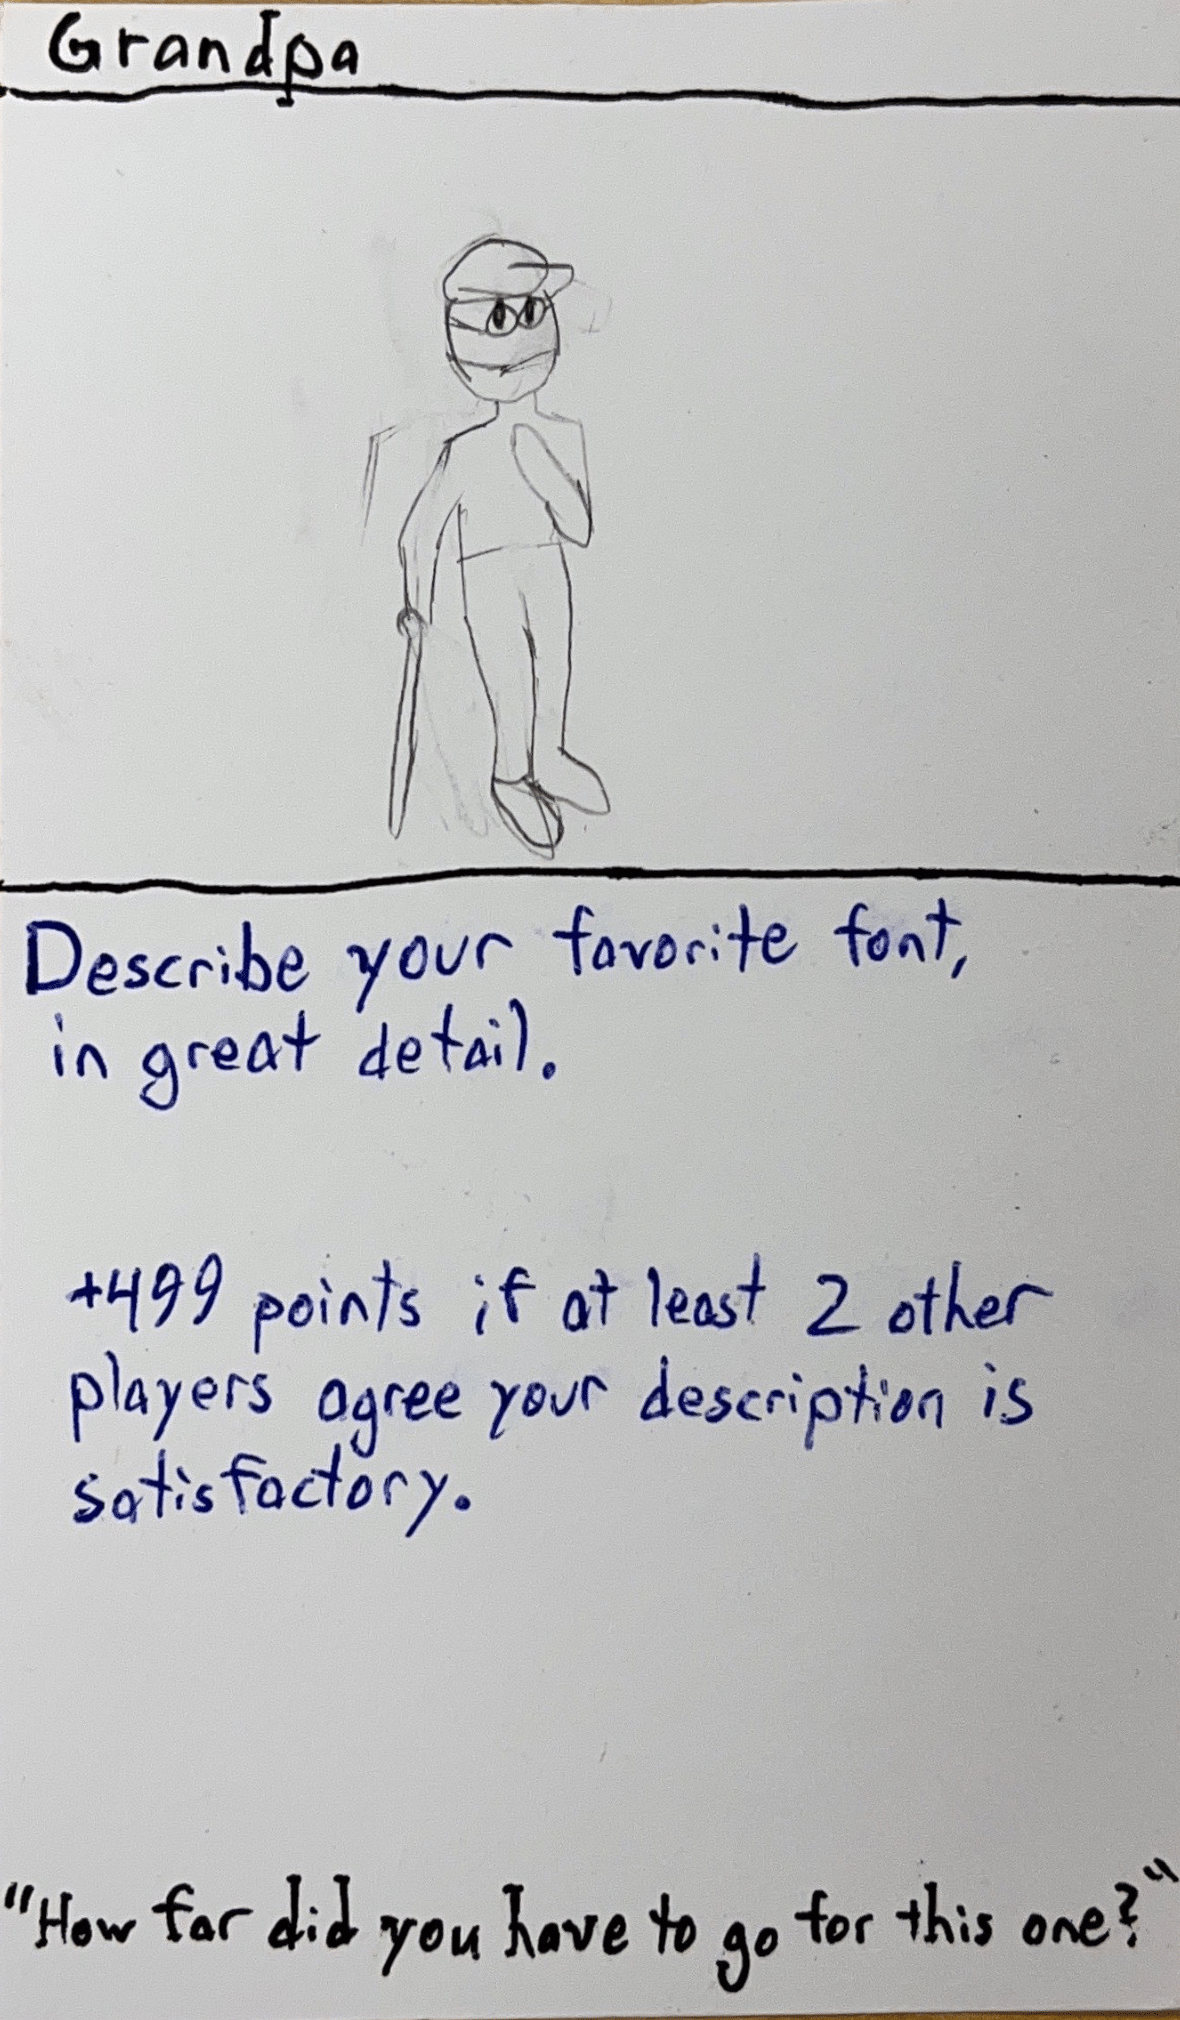 Grandpa
Describe your favorite font,
in great detail.
+499 points if at least 2 other
players agree your description is
satisfactory.
"How far did you have to go for this one?"